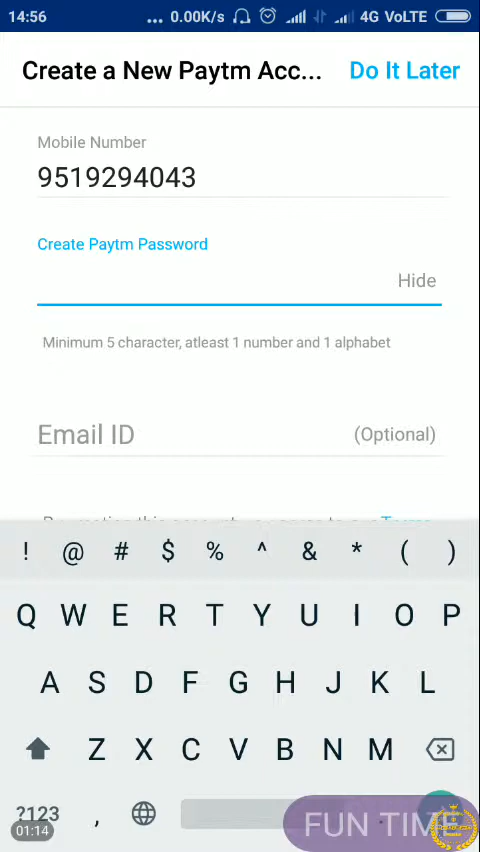 14:56 ... 0.00K/s 4G VoLTE
Create a New Paytm Acc... Do It Later
Mobile Number
9519294043
Create Paytm Password
Hide
Minimum 5 character, atleast 1 number and 1 alphabet
Email ID (Optional)
! @ # $ % ^ & * ( )
Q W E R T Y U I O P
A S D F G H J K L
Z X C V B N M
?123 ,
01:14
FUN TIME